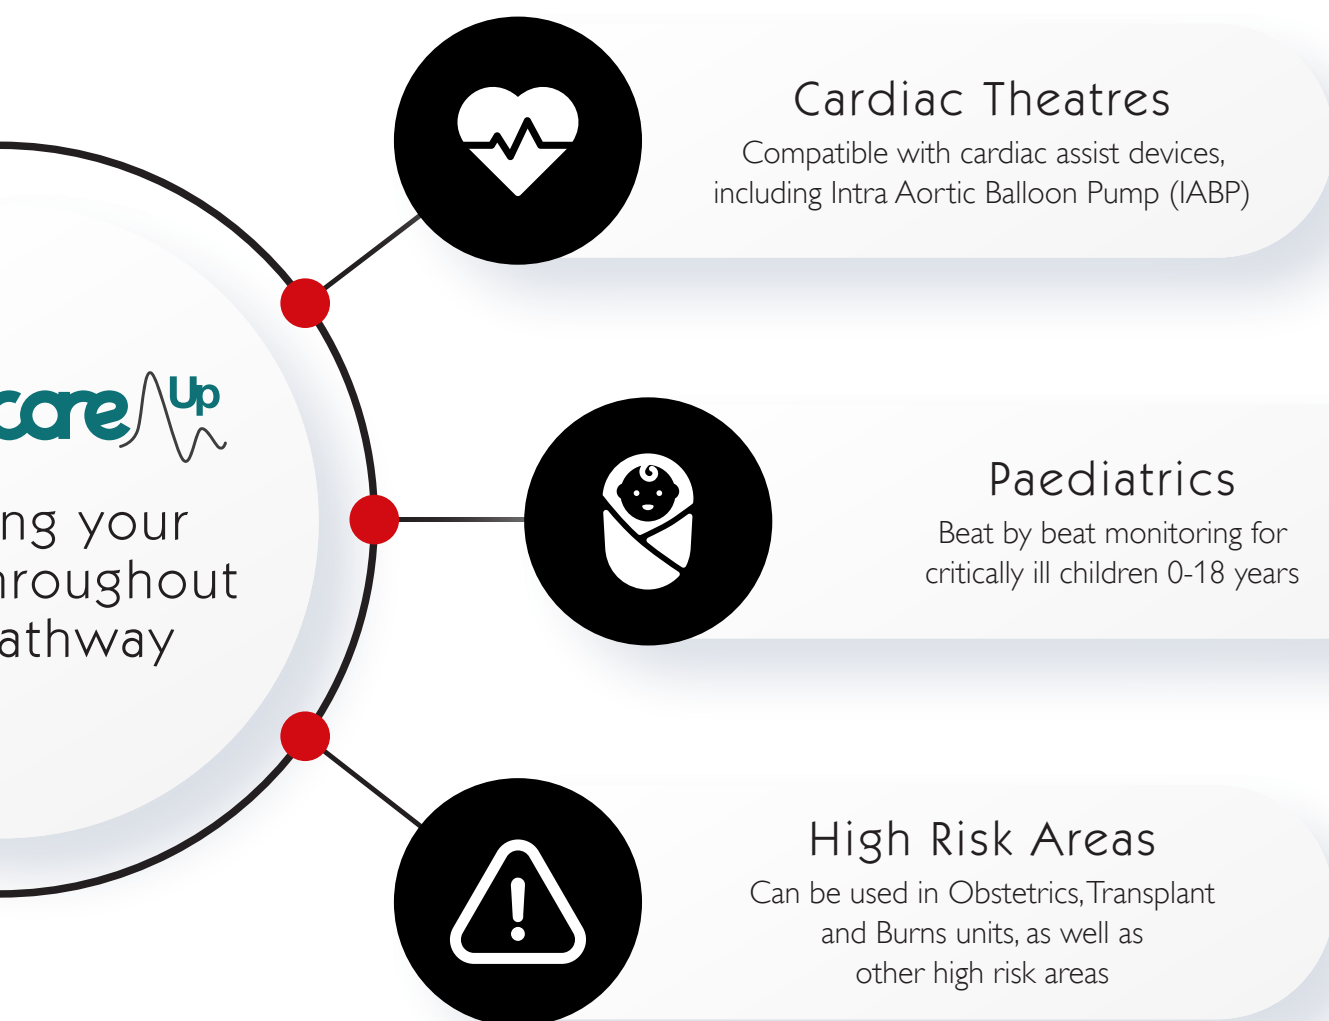 Cardiac Theatres
Compatible with cardiac assist devices,
including Intra Aortic Balloon Pump (IABP)
care Up
ng your
hroughout
athway
Paediatrics
Beat by beat monitoring for
critically ill children 0-18 years
High Risk Areas
Can be used in Obstetrics, Transplant
and Burns units, as well as
other high risk areas